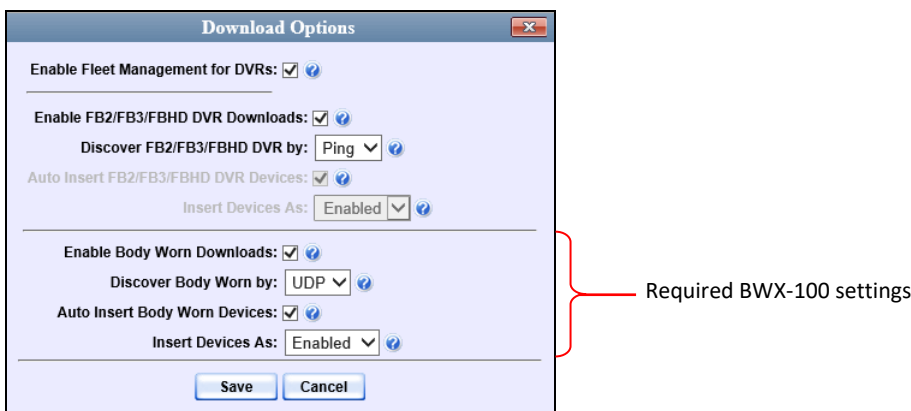 Download Options
Enable Fleet Management for DVRs:
Enable FB2/FB3/FBHD DVR Downloads:
Discover FB2/FB3/FBHD DVR by: Ping
Auto Insert FB2/FB3/FBHD DVR Devices:
Insert Devices As: Enabled
Enable Body Worn Downloads:
Discover Body Worn by: UDP
Auto Insert Body Worn Devices:
Insert Devices As: Enabled
Save Cancel
Required BWX-100 settings